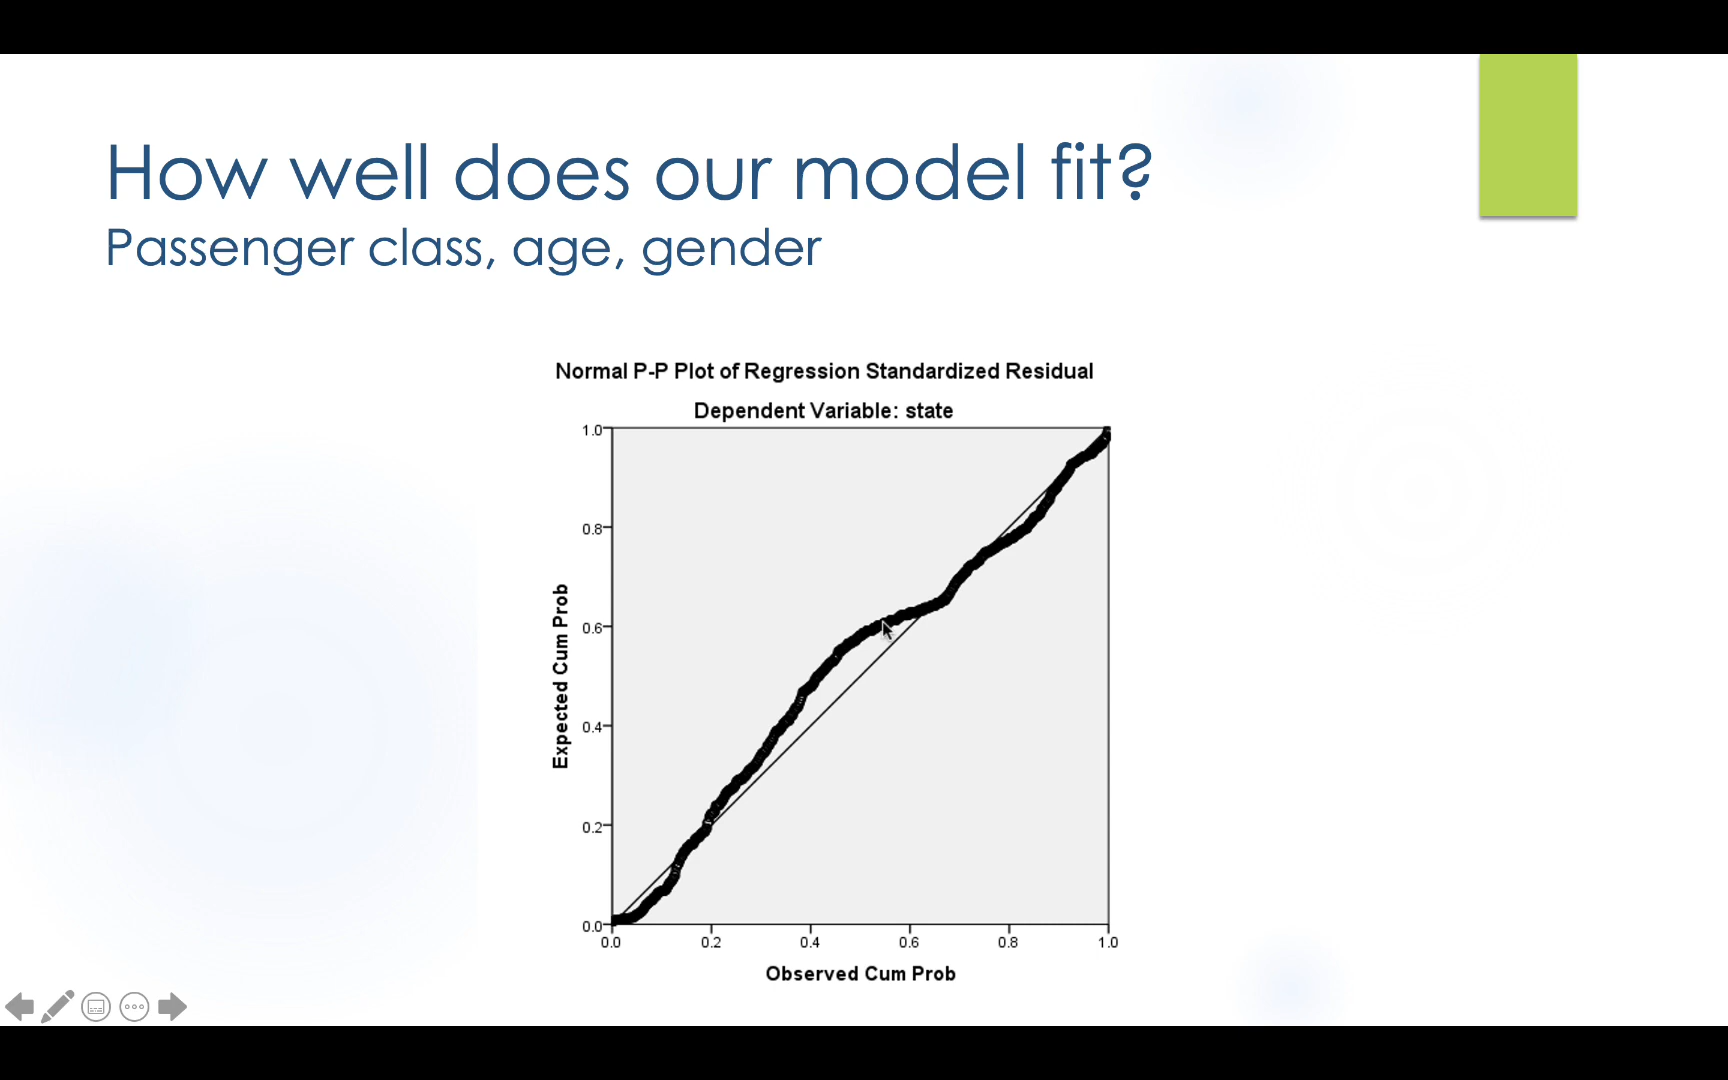 How well does our model fit?
Passenger class, age, gender
Normal P-P Plot of Regression Standardized Residual
Dependent Variable: state
1.0
0.8
0.6
0.4
0.2
0.0
Expected Cum Prob
0.0 0.2 0.4 0.6 0.8 1.0
Observed Cum Prob